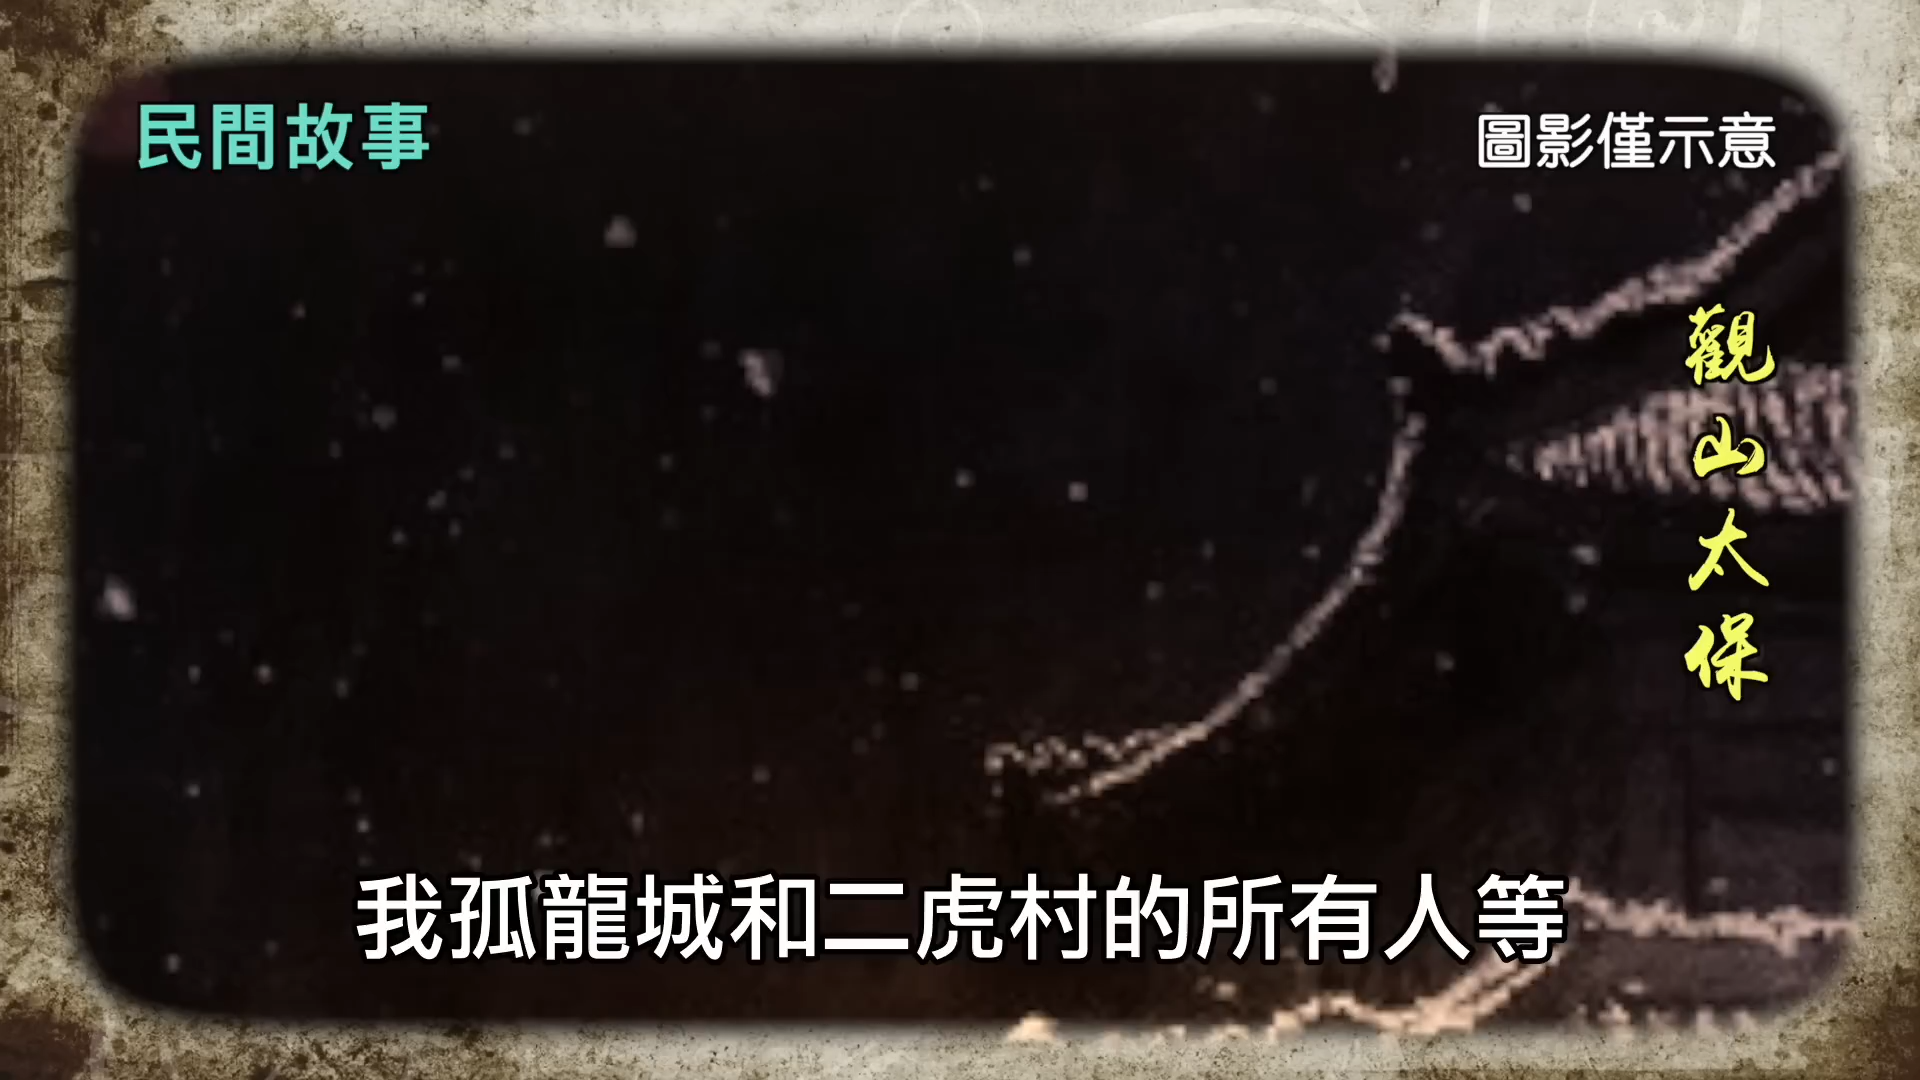 民間故事
圖影僅示意
觀山太保
我孤龍城和二虎村的所有人等